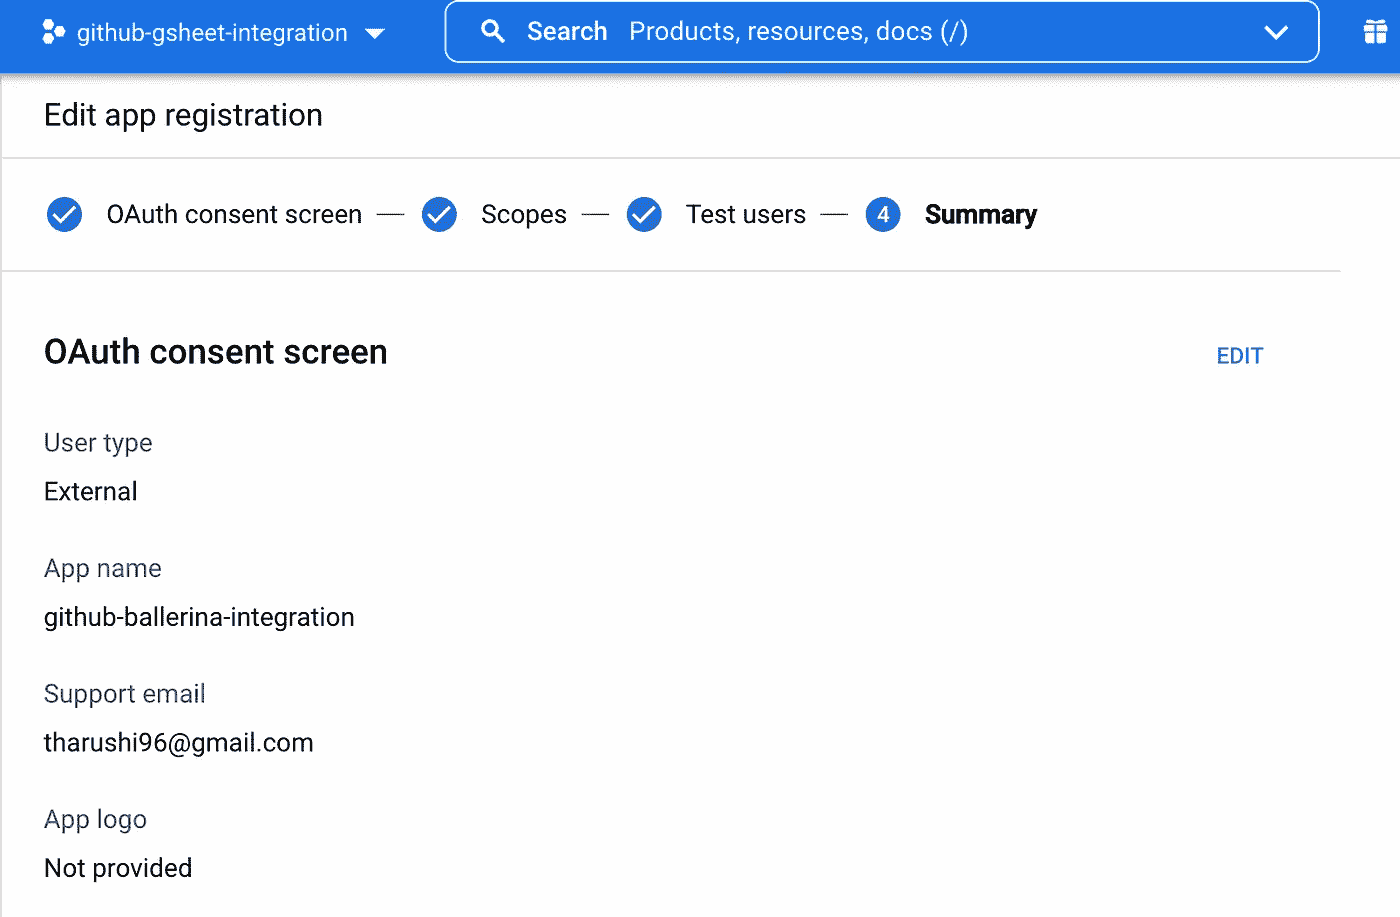 github-gsheet-integration
Search Products, resources, docs (/)
Edit app registration
OAuth consent screen — Scopes — Test users — 4 Summary
OAuth consent screen
EDIT
User type
External
App name
github-ballerina-integration
Support email
tharushi96@gmail.com
App logo
Not provided